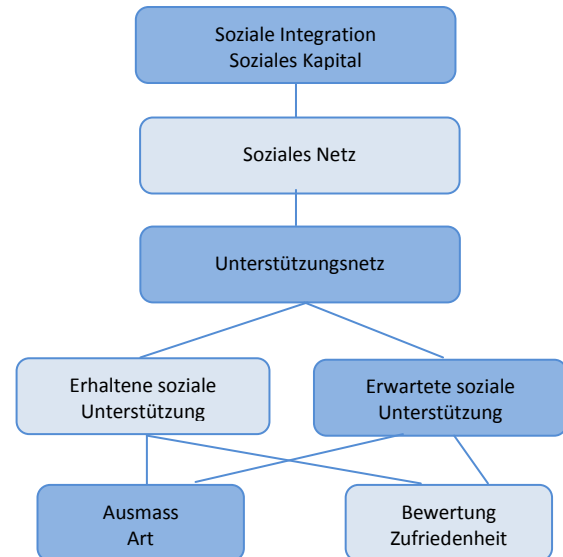 Soziale Integration
Soziales Kapital
Soziales Netz
Unterstützungsnetz
Erhaltene soziale
Unterstützung
Erwartete soziale
Unterstützung
Ausmass
Art
Bewertung
Zufriedenheit